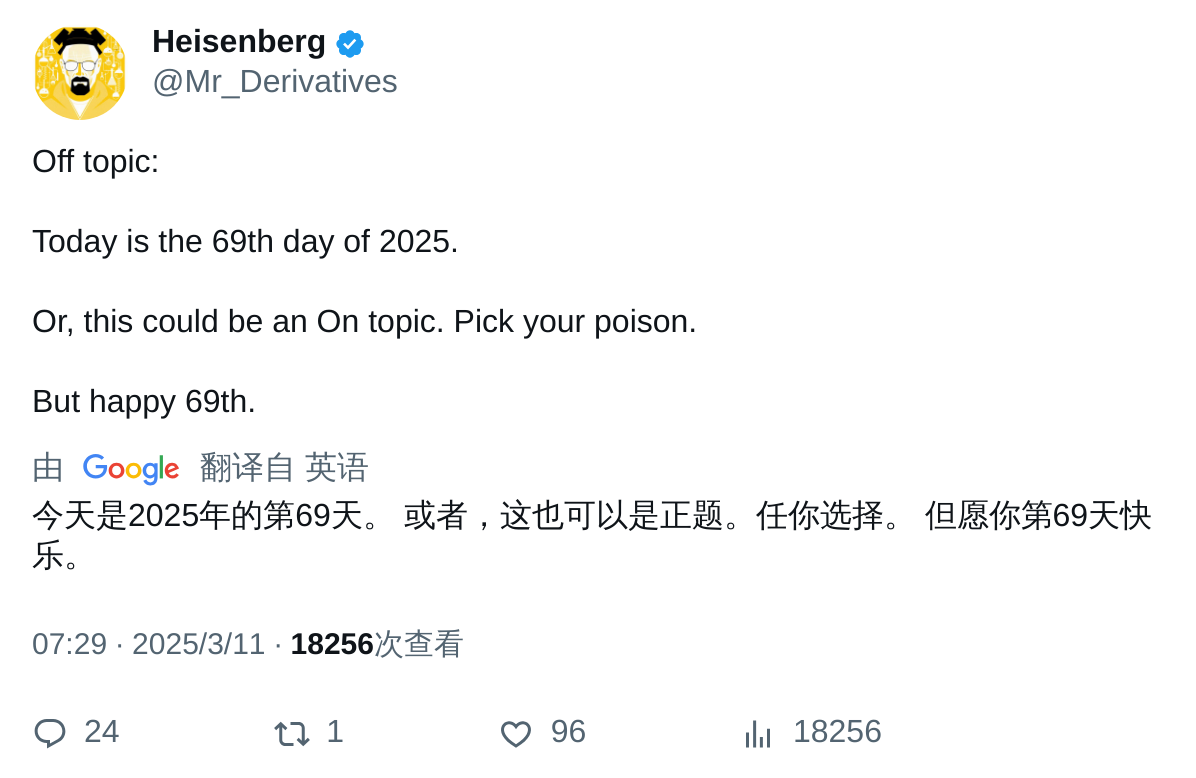 Heisenberg
@Mr_Derivatives
Off topic:
Today is the 69th day of 2025.
Or, this could be an On topic. Pick your poison.
But happy 69th.
由 Google 翻译自 英语
今天是2025年的第69天。 或者，这也可以是正题。任你选择。 但愿你第69天快
乐。
07:29 · 2025/3/11 · 18256次查看
24 1 96 18256